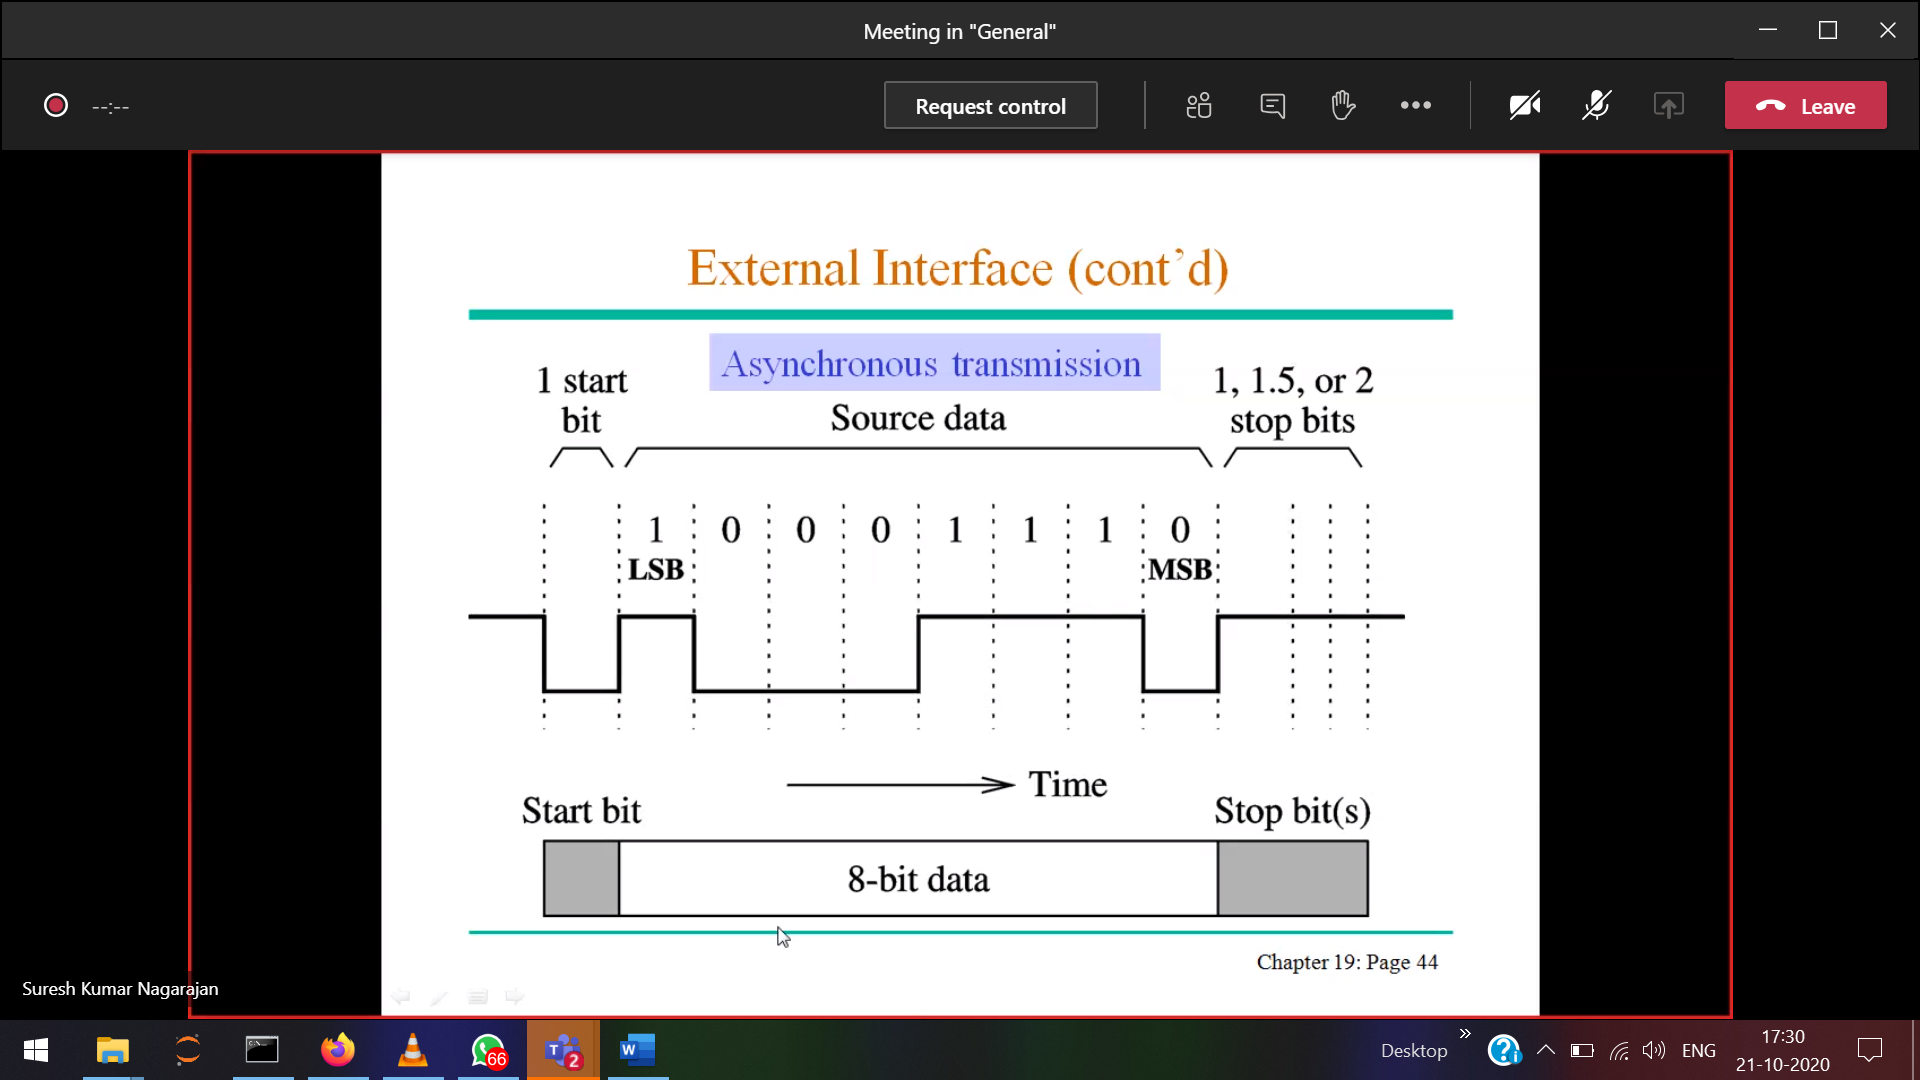 Meeting in "General"
--:--
Request control
Leave
External Interface (cont’d)
Asynchronous transmission
1 start
bit
Source data
1, 1.5, or 2
stop bits
1 0 0 0 1 1 1 0
LSB MSB
Time
Start bit
Stop bit(s)
8-bit data
Chapter 19: Page 44
Suresh Kumar Nagarajan
66
T
2
W
Desktop
»
?
i
ENG
17:30
21-10-2020